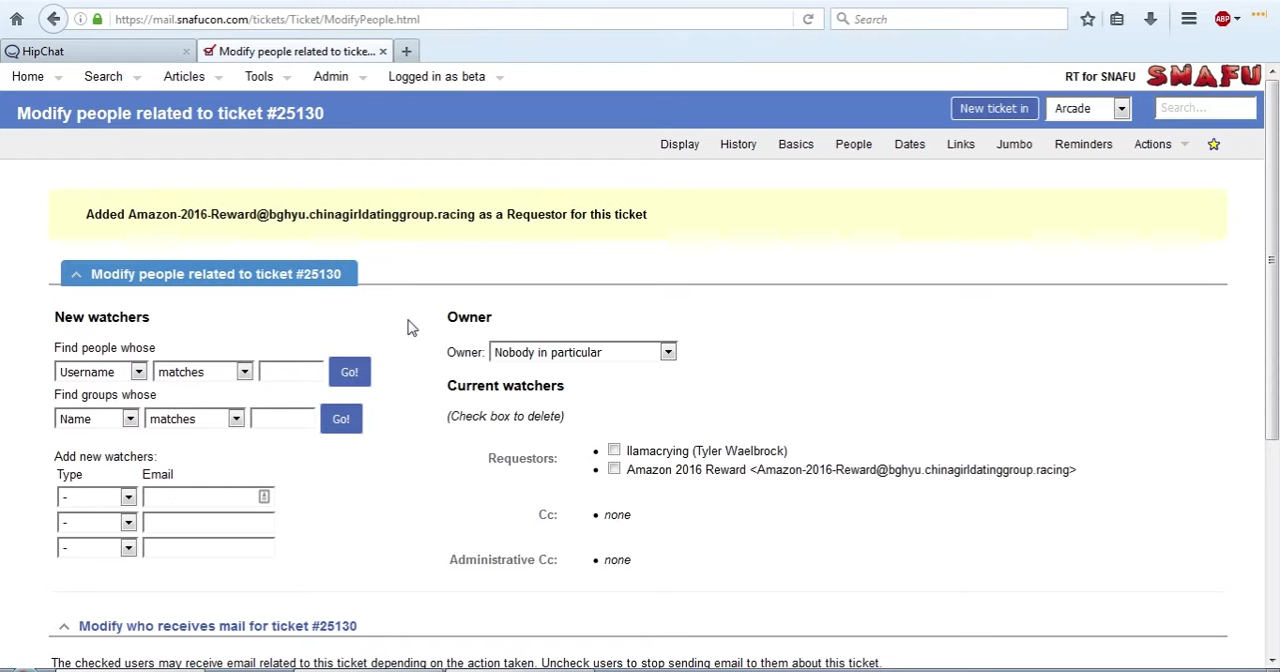 https://mail.snafucon.com/tickets/Ticket/ModifyPeople.html
Search
ABP
HipChat
Modify people related to ticke...
Home Search Articles Tools Admin Logged in as beta
RT for SNAFU SNAFU
Modify people related to ticket #25130
New ticket in Arcade Search...
Display History Basics People Dates Links Jumbo Reminders Actions
Added Amazon-2016-Reward@bghyu.chinagirldatinggroup.racing as a Requestor for this ticket
Modify people related to ticket #25130
New watchers
Find people whose
Username matches Go!
Find groups whose
Name matches Go!
Add new watchers:
Type Email
-
-
-
Owner
Owner: Nobody in particular
Current watchers
(Check box to delete)
Requestors:
• llamacrying (Tyler Waelbrock)
• Amazon 2016 Reward <Amazon-2016-Reward@bghyu.chinagirldatinggroup.racing>
Cc: • none
Administrative Cc: • none
Modify who receives mail for ticket #25130
The checked users may receive email related to this ticket depending on the action taken. Uncheck users to stop sending email to them about this ticket.